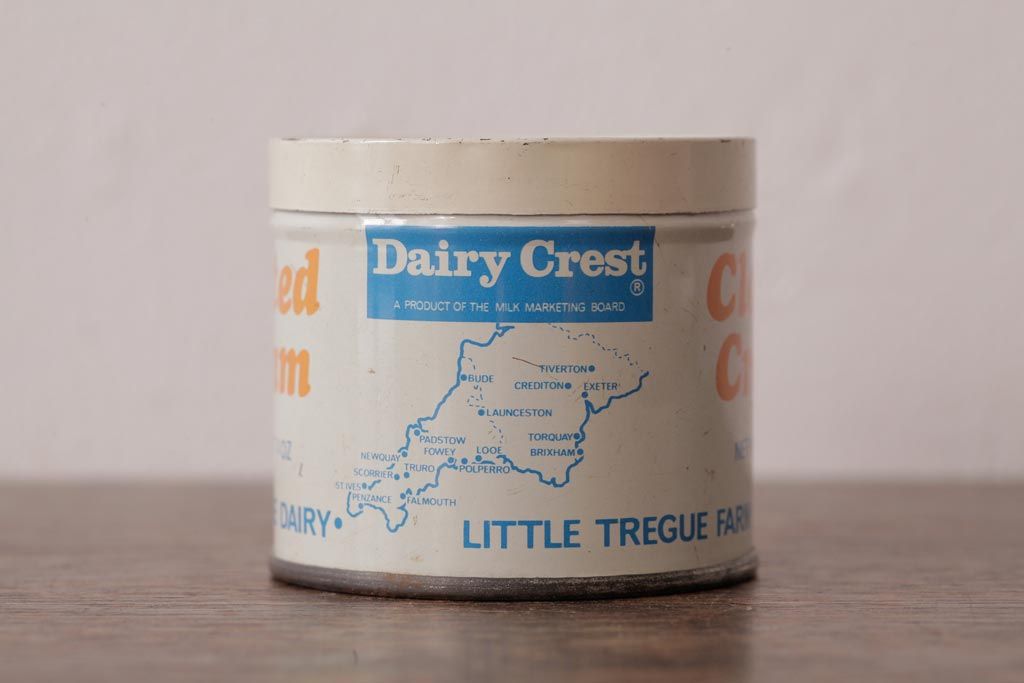 Dairy Crest
®
A PRODUCT OF THE MILK MARKETING BOARD
TIVERTON
BUDE
CREDITON
EXETER
LAUNCESTON
PADSTOW
TORQUAY
FOWEY
LOOE
BRIXHAM
NEWQUAY
SCORRIER
TRURO
POLPERRO
ST.IVES
PENZANCE
FALMOUTH
DAIRY•
LITTLE TREGUE FARM